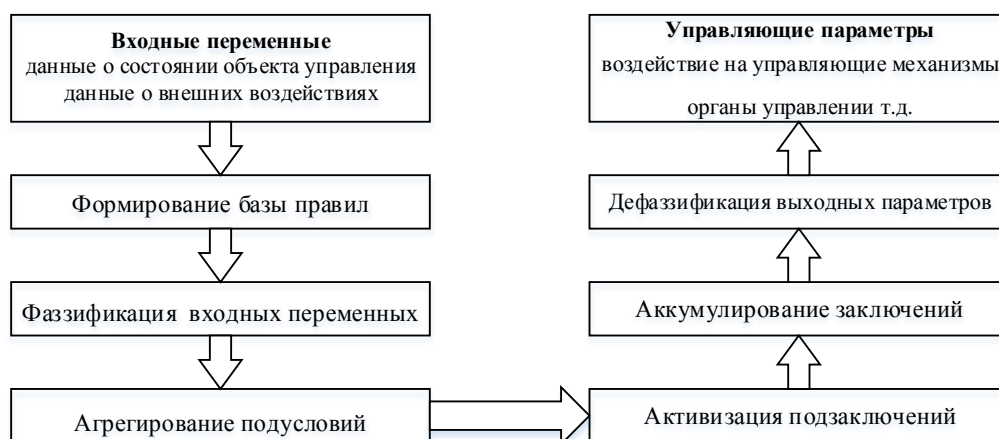 Входные переменные
данные о состоянии объекта управления
данные о внешних воздействиях
Формирование базы правил
Фаззификация входных переменных
Агрегирование подусловий
Активизация подзаключений
Аккумулирование заключений
Дефаззификация выходных параметров
Управляющие параметры
воздействие на управляющие механизмы
органы управлении т.д.